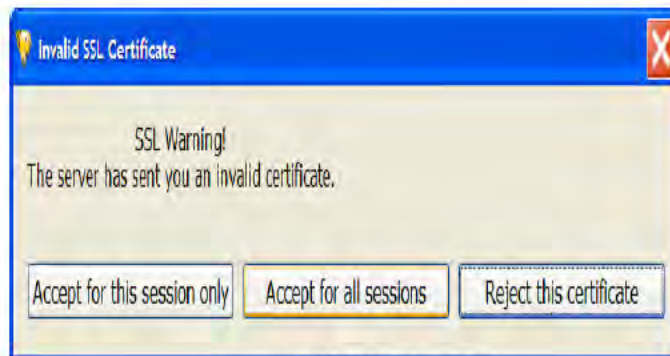 Invalid SSL Certificate
SSL Warning!
The server has sent you an invalid certificate.
Accept for this session only
Accept for all sessions
Reject this certificate